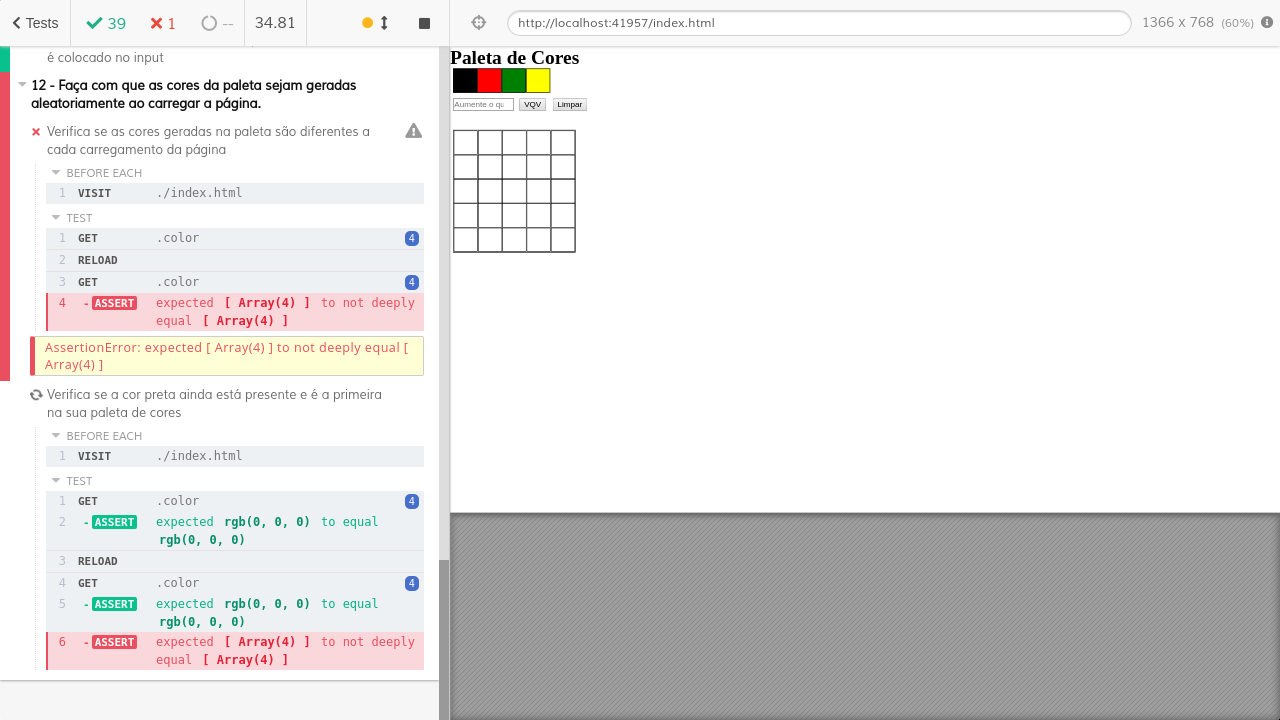 Tests
39
1
--
34.81
http://localhost:41957/index.html
1366 x 768 (60%)
é colocado no input
12 - Faça com que as cores da paleta sejam geradas
aleatoriamente ao carregar a página.
Verifica se as cores geradas na paleta são diferentes a
cada carregamento da página
BEFORE EACH
1 VISIT ./index.html
TEST
1 GET .color 4
2 RELOAD
3 GET .color 4
4 -ASSERT expected [ Array(4) ] to not deeply
equal [ Array(4) ]
AssertionError: expected [ Array(4) ] to not deeply equal [
Array(4) ]
Verifica se a cor preta ainda está presente e é a primeira
na sua paleta de cores
BEFORE EACH
1 VISIT ./index.html
TEST
1 GET .color 4
2 -ASSERT expected rgb(0, 0, 0) to equal
rgb(0, 0, 0)
3 RELOAD
4 GET .color 4
5 -ASSERT expected rgb(0, 0, 0) to equal
rgb(0, 0, 0)
6 -ASSERT expected [ Array(4) ] to not deeply
equal [ Array(4) ]
Paleta de Cores
Aumente o qu
VQV
Limpar